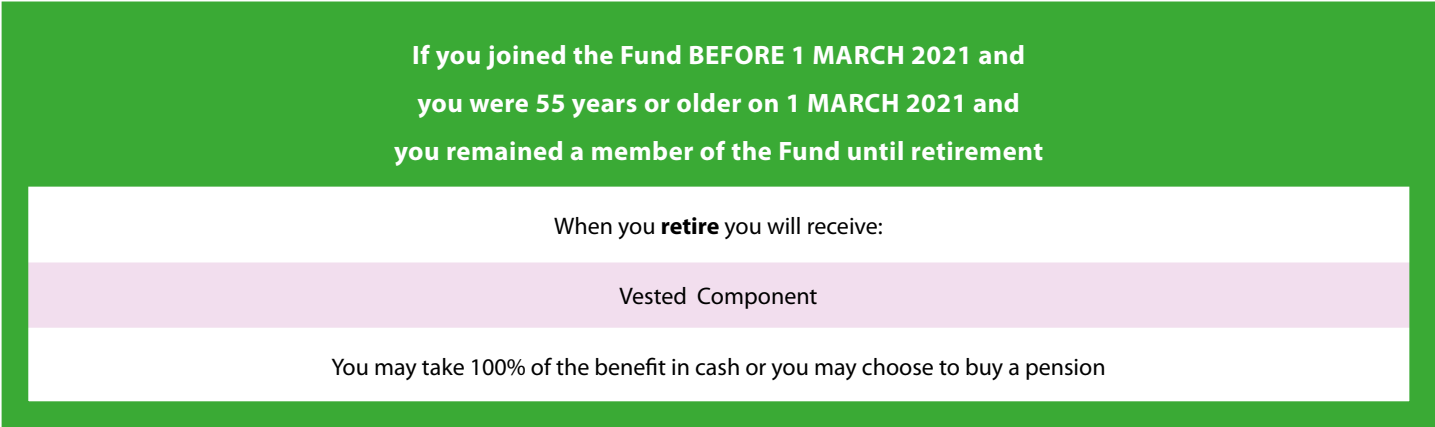 If you joined the Fund BEFORE 1 MARCH 2021 and
you were 55 years or older on 1 MARCH 2021 and
you remained a member of the Fund until retirement
When you retire you will receive:
Vested Component
You may take 100% of the benefit in cash or you may choose to buy a pension